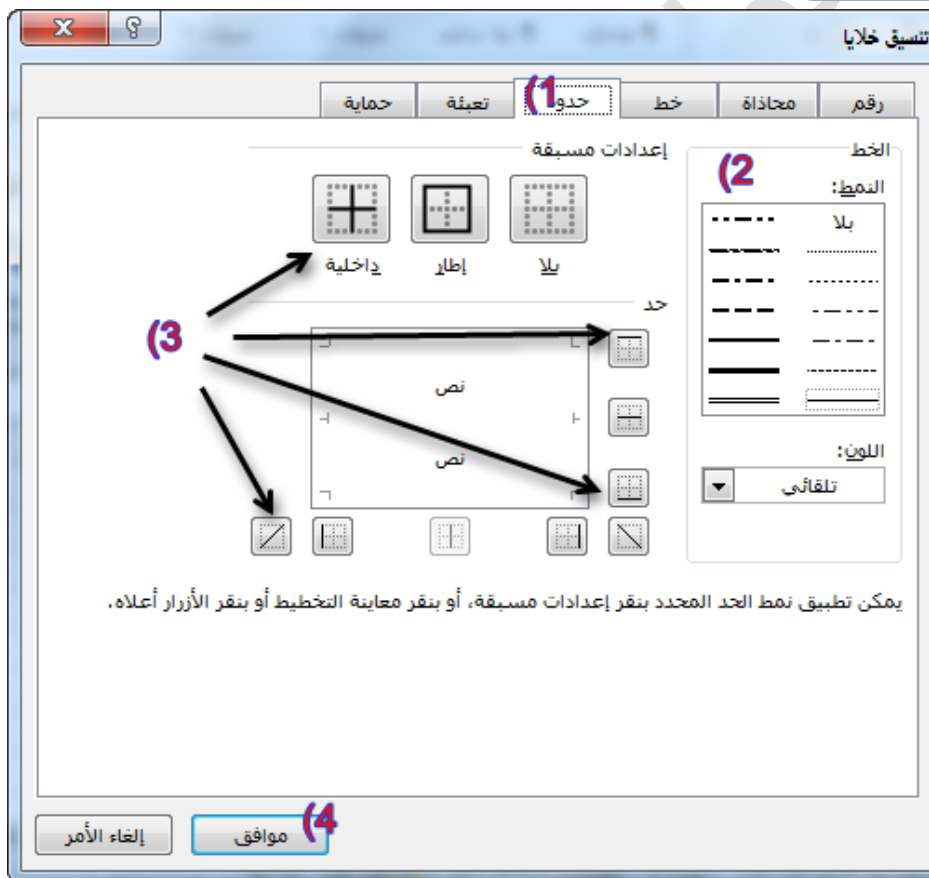 تنسيق خلايا
رقم محاذاة خط حدود تعبئة حماية
(1
الخط
(2
النمط:
بلا
اللون:
تلقائي
إعدادات مسبقة
بلا إطار داخلية
حد
(3
نص
نص
يمكن تطبيق نمط الحد المحدد بنقر إعدادات مسبقة، أو بنقر معاينة التخطيط أو بنقر الأزرار أعلاه.
(4
موافق إلغاء الأمر